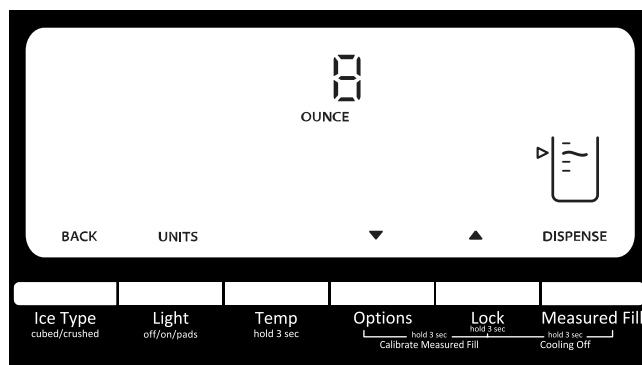 8
OUNCE
BACK UNITS DISPENSE
Ice Type Light Temp Options Lock Measured Fill
cubed/crushed off/on/pads hold 3 sec hold 3 sec
hold 3 sec hold 3 sec
Calibrate Measured Fill Cooling Off